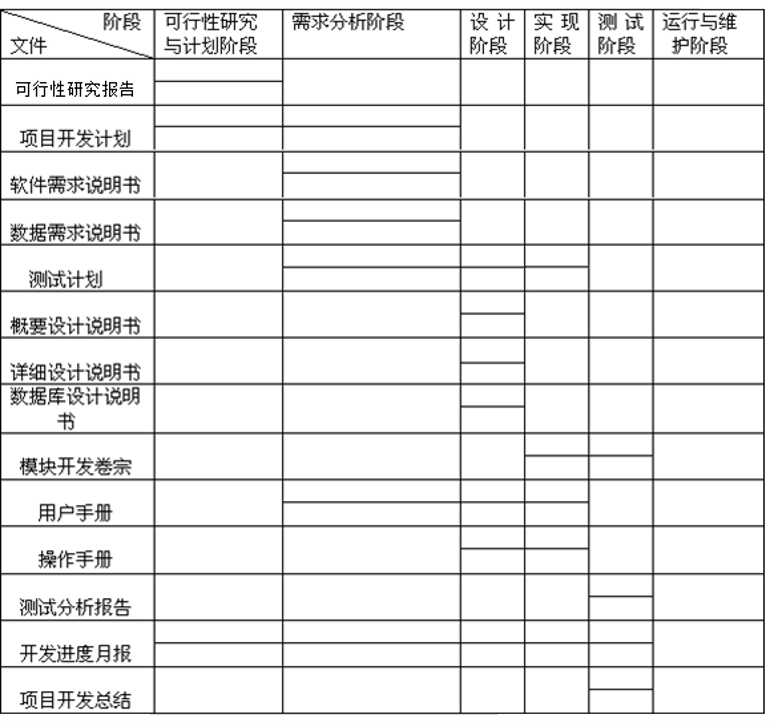 阶段 可行性研究 需求分析阶段 设 计 实 现 测 试 运行与维
文件 与计划阶段 阶段 阶段 阶段 护阶段
可行性研究报告
项目开发计划
软件需求说明书
数据需求说明书
测试计划
概要设计说明书
详细设计说明书
数据库设计说明
书
模块开发卷宗
用户手册
操作手册
测试分析报告
开发进度月报
项目开发总结